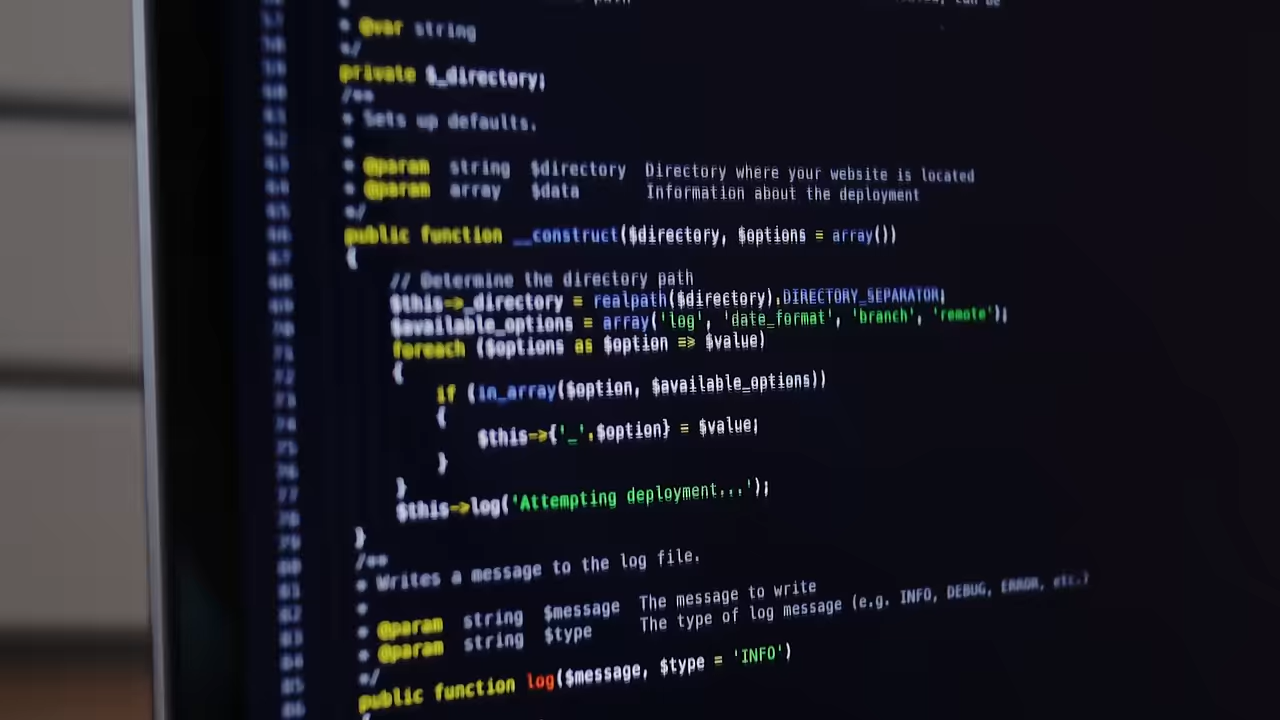 * @var string
*/
private $_directory;
/**
* Sets up defaults.
*
* @param string $directory Directory where your website is located
* @param array $data Information about the deployment
*/
public function __construct($directory, $options = array())
{
// Determine the directory path
$this->_directory = realpath($directory).DIRECTORY_SEPARATOR;
$available_options = array('log', 'date_format', 'branch', 'remote');
foreach ($options as $option => $value)
{
if (in_array($option, $available_options))
{
$this->{'_'.$option} = $value;
}
}
$this->log('Attempting deployment...');
}
/**
* Writes a message to the log file.
*
* @param string $message The message to write
* @param string $type The type of log message (e.g. INFO, DEBUG, ERROR, etc.)
*/
public function log($message, $type = 'INFO')